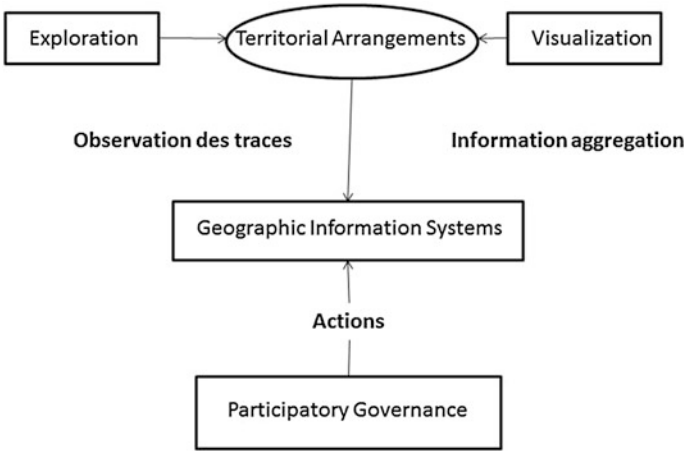 Exploration
Territorial Arrangements
Visualization
Observation des traces
Information aggregation
Geographic Information Systems
Actions
Participatory Governance